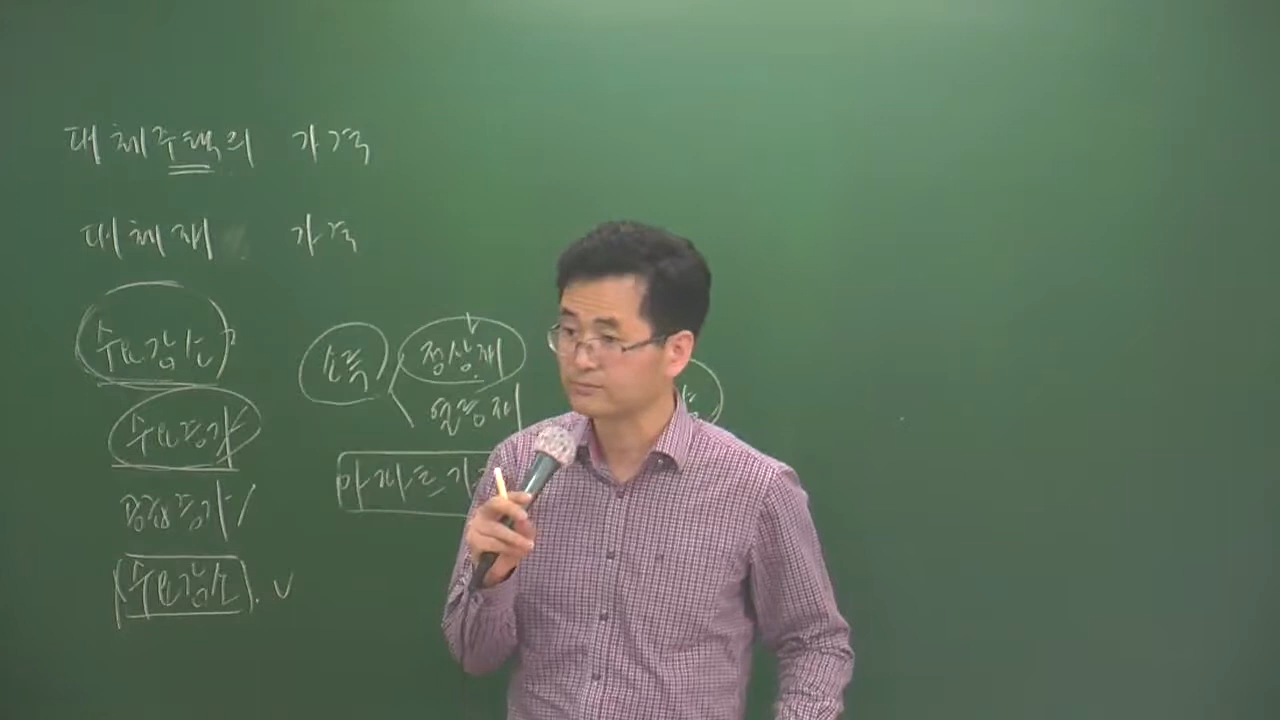 대체주택의 가격
대체재 가격
수요감소
수요증가
공급증가
(수요감소). v
소득
정상재
열등재
아파트가